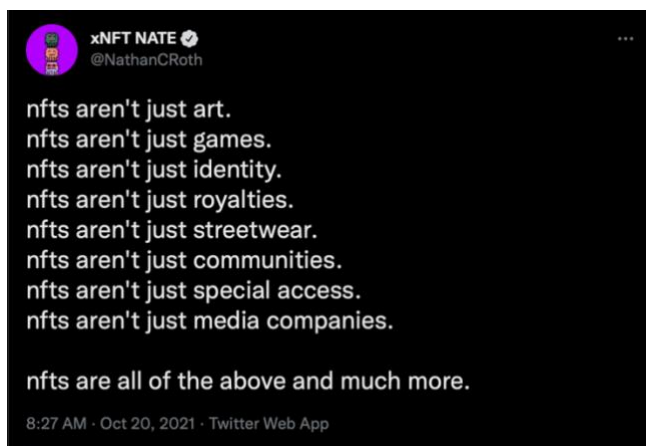 xNFT NATE
@NathanCRoth
nfts aren't just art.
nfts aren't just games.
nfts aren't just identity.
nfts aren't just royalties.
nfts aren't just streetwear.
nfts aren't just communities.
nfts aren't just special access.
nfts aren't just media companies.
nfts are all of the above and much more.
8:27 AM · Oct 20, 2021 · Twitter Web App